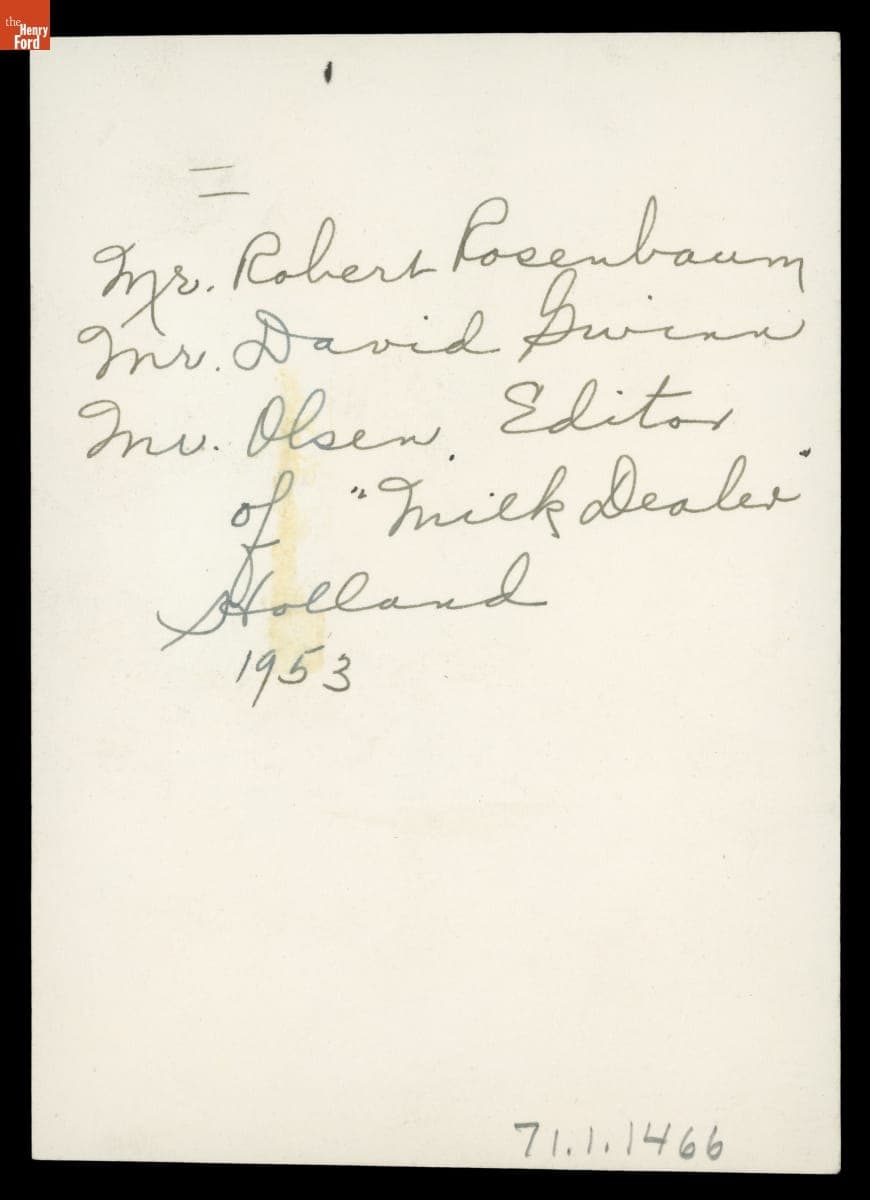 the
Henry
Ford
Mr. Robert Rosenbaum
Mr. David Gwinn
Mr. Olsen, Editor
of "Milk Dealer"
Holland
1953
71.1.1466